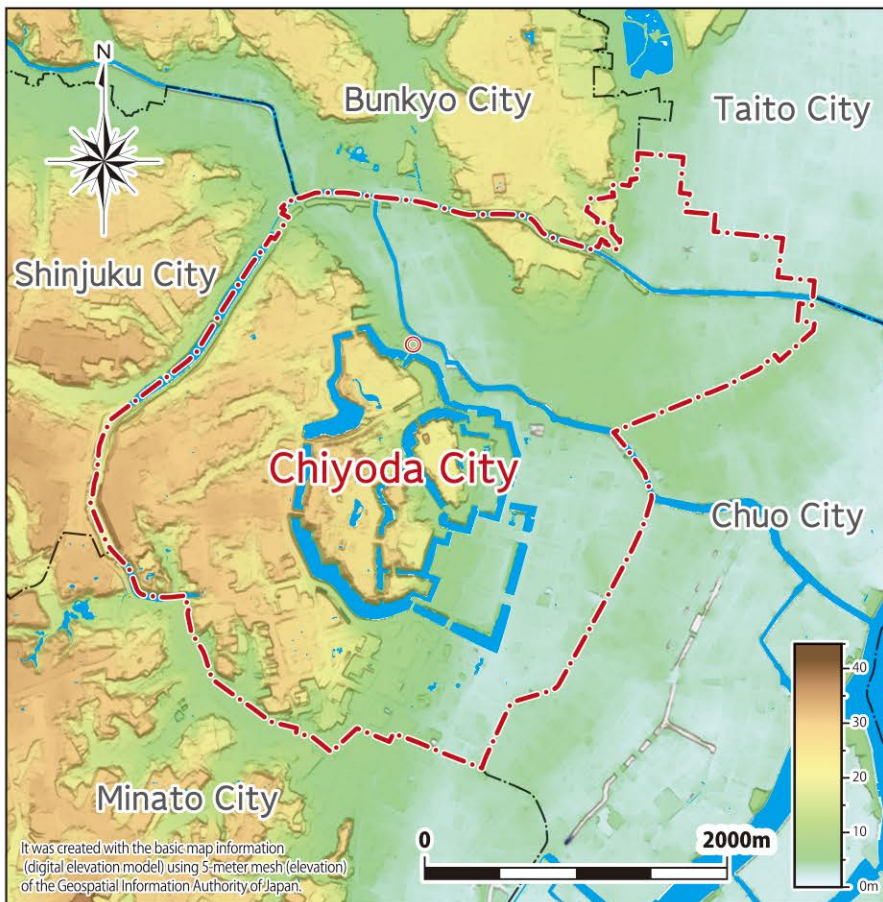 N
Bunkyo City
Taito City
Shinjuku City
Chiyoda City
Chuo City
Minato City
It was created with the basic map information
(digital elevation model) using 5-meter mesh (elevation)
of the Geospatial Information Authority of Japan.
0
2000m
40
30
20
10
0m